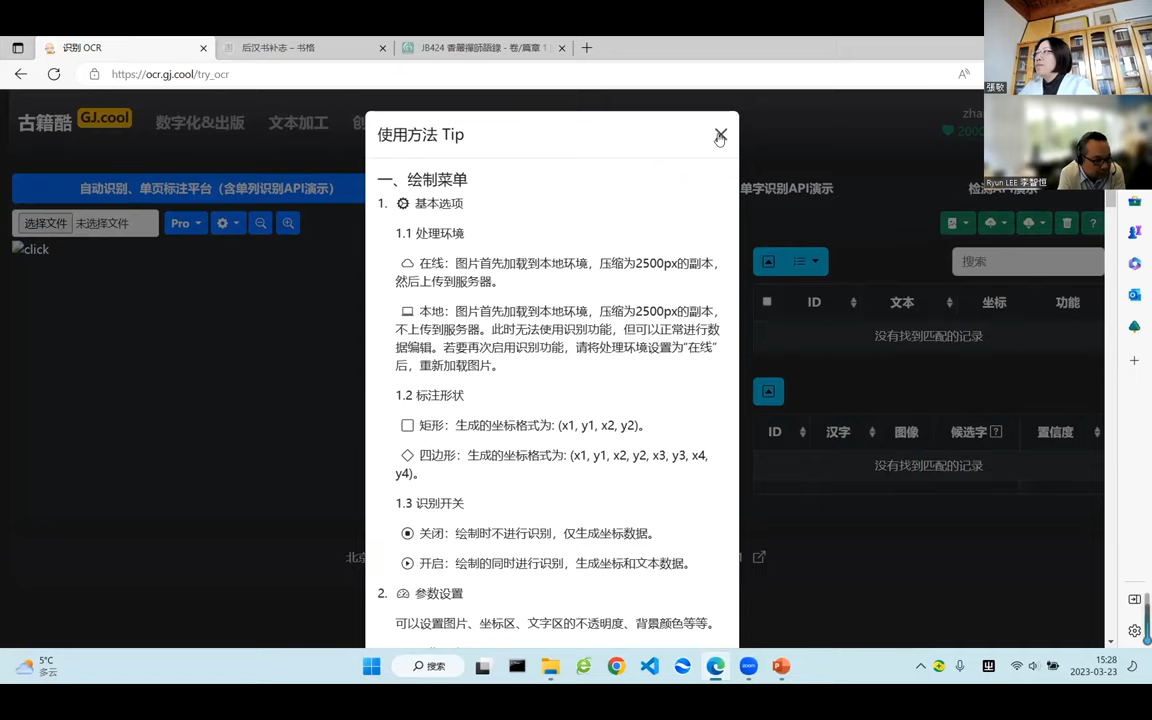 识别 OCR
后汉书补志 – 书格
JB424 香嚴禪師語錄 - 卷/篇章 1
https://ocr.gj.cool/try_ocr
張敏
Ryun LEE 李智恒
古籍酷 GJ.cool 数字化&出版 文本加工 创
zha
2000
自动识别、单页标注平台（含单列识别API演示）
单字识别API演示
选择文件 未选择文件 Pro
click
搜索
ID 文本 坐标 功能
没有找到匹配的记录
ID 汉字 图像 候选字 ? 置信度
没有找到匹配的记录
北京
使用方法 Tip
一、绘制菜单
1. 基本选项
1.1 处理环境
在线：图片首先加载到本地环境，压缩为2500px的副本，
然后上传到服务器。
本地：图片首先加载到本地环境，压缩为2500px的副本，
不上传到服务器。此时无法使用识别功能，但可以正常进行数
据编辑。若要再次启用识别功能，请将处理环境设置为“在线”
后，重新加载图片。
1.2 标注形状
矩形：生成的坐标格式为: (x1, y1, x2, y2)。
四边形：生成的坐标格式为: (x1, y1, x2, y2, x3, y3, x4,
y4)。
1.3 识别开关
关闭：绘制时不进行识别，仅生成坐标数据。
开启：绘制的同时进行识别，生成坐标和文本数据。
2. 参数设置
可以设置图片、坐标区、文字区的不透明度、背景颜色等等。
5°C
多云
搜索
15:28
2023-03-23